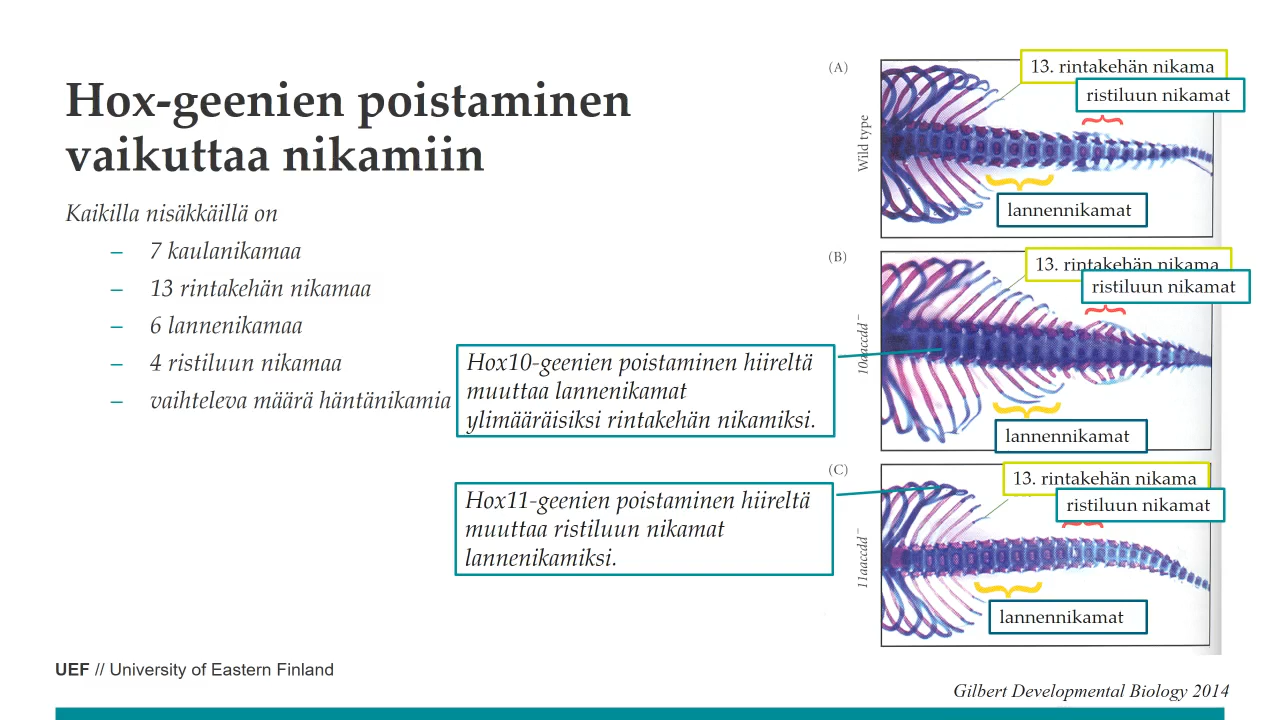 Hox-geenien poistaminen
vaikuttaa nikamiin
Kaikilla nisäkkäillä on
– 7 kaulanikamaa
– 13 rintakehän nikamaa
– 6 lannenikamaa
– 4 ristiluun nikamaa
– vaihteleva määrä häntänikamia
Hox10-geenien poistaminen hiireltä
muuttaa lannenikamat
ylimääräisiksi rintakehän nikamiksi.
Hox11-geenien poistaminen hiireltä
muuttaa ristiluun nikamat
lannenikamiksi.
(A)
Wild type
13. rintakehän nikama
ristiluun nikamat
lannennikamat
(B)
10aaccdd⁻
13. rintakehän nikama
ristiluun nikamat
lannennikamat
(C)
11aaccdd⁻
13. rintakehän nikama
ristiluun nikamat
lannennikamat
UEF // University of Eastern Finland
Gilbert Developmental Biology 2014